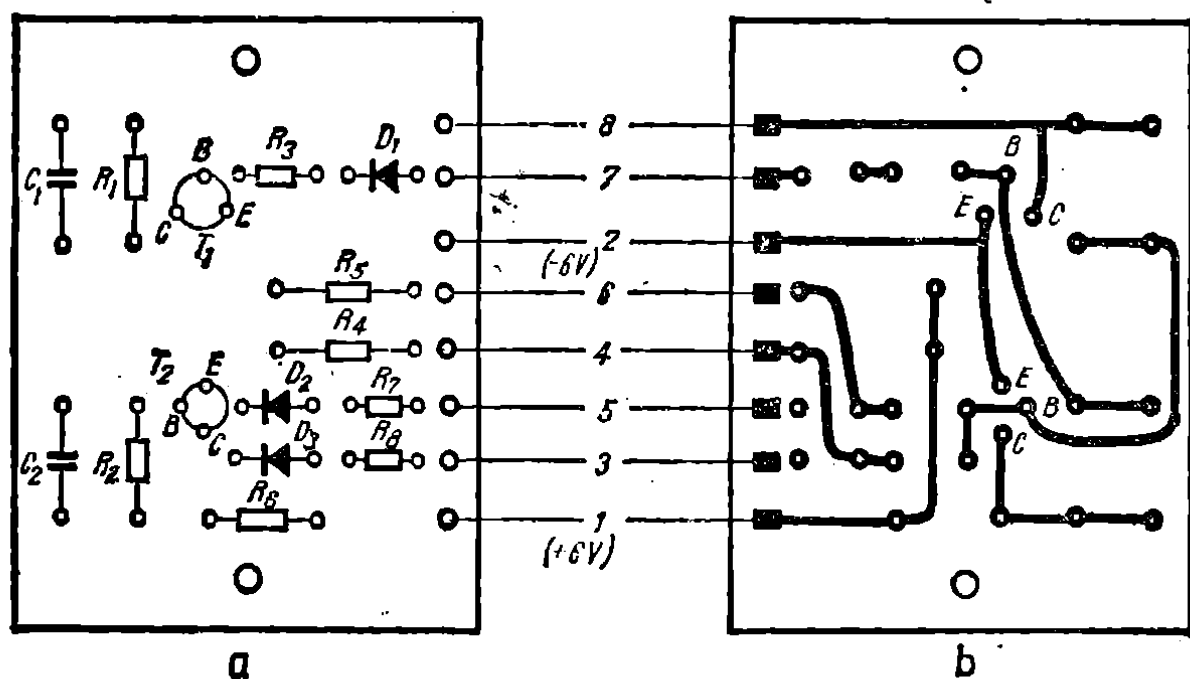 8
B R3 D1 B
C1 R1 7
C E E C
T1 2
(-6V)
R5 6
R4 4
T2 E D2 R7 E
5 B
B C D3 R8 C
C2 R2 3
R6 1
(+6V)
a b